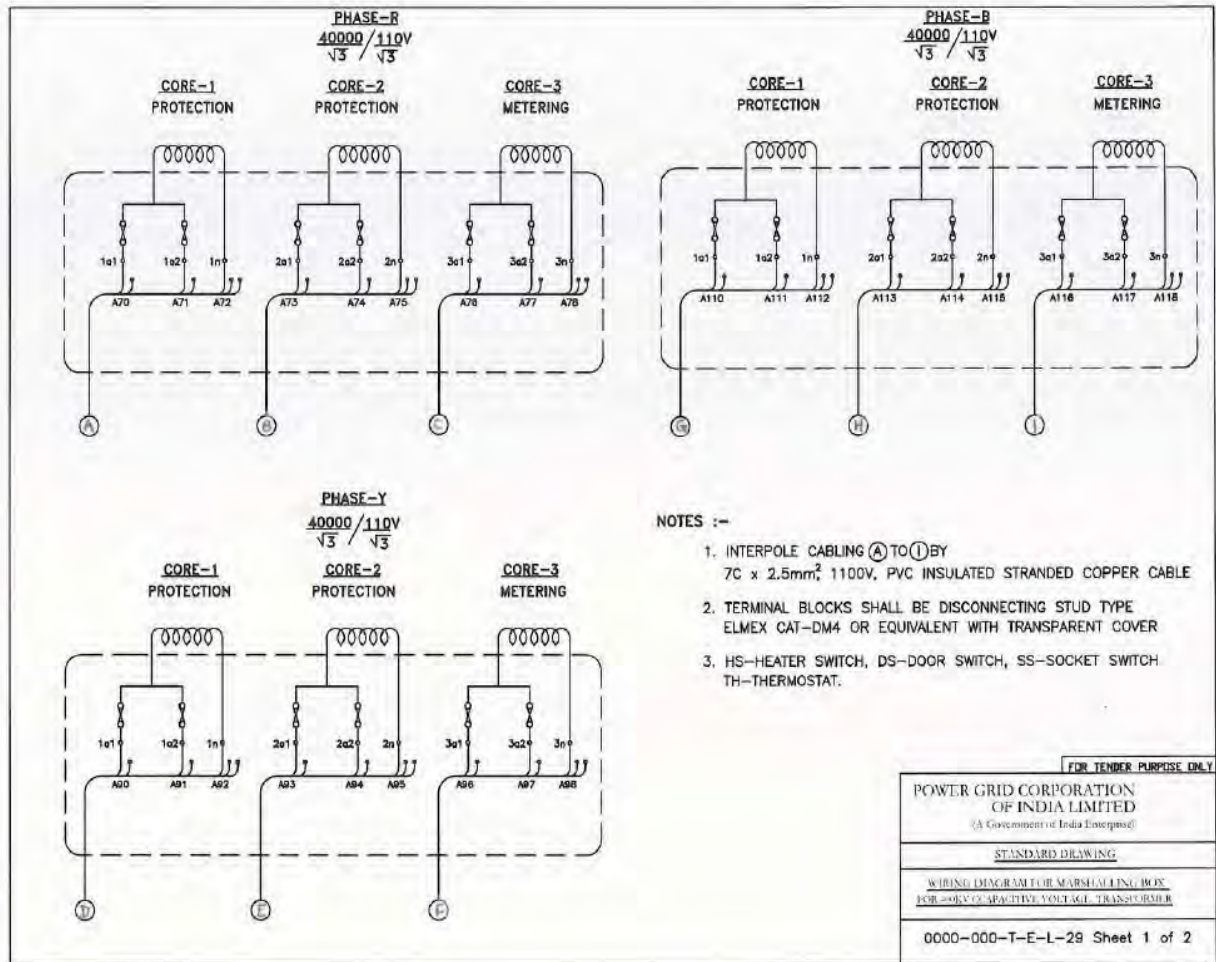 PHASE-R
40000/√3 / 110V/√3
CORE-1
PROTECTION
CORE-2
PROTECTION
CORE-3
METERING
1a1 1a2 1n 2a1 2a2 2n 3a1 3a2 3n
A70 A71 A72 A73 A74 A75 A76 A77 A78
A B C
PHASE-B
40000/√3 / 110V/√3
CORE-1
PROTECTION
CORE-2
PROTECTION
CORE-3
METERING
1a1 1a2 1n 2a1 2a2 2n 3a1 3a2 3n
A110 A111 A112 A113 A114 A115 A116 A117 A118
G H I
PHASE-Y
40000/√3 / 110V/√3
CORE-1
PROTECTION
CORE-2
PROTECTION
CORE-3
METERING
1a1 1a2 1n 2a1 2a2 2n 3a1 3a2 3n
A90 A91 A92 A93 A94 A95 A96 A97 A98
D E F
NOTES :-
1. INTERPOLE CABLING Ⓐ TO Ⓘ BY
7C x 2.5mm², 1100V, PVC INSULATED STRANDED COPPER CABLE
2. TERMINAL BLOCKS SHALL BE DISCONNECTING STUD TYPE
ELMEX CAT-DM4 OR EQUIVALENT WITH TRANSPARENT COVER
3. HS-HEATER SWITCH, DS-DOOR SWITCH, SS-SOCKET SWITCH
TH-THERMOSTAT.
FOR TENDER PURPOSE ONLY
POWER GRID CORPORATION
OF INDIA LIMITED
(A Government of India Enterprise)
STANDARD DRAWING
WIRING DIAGRAM FOR MARSHALLING BOX
FOR CAPACITIVE VOLTAGE TRANSFORMER
0000-000-T-E-L-29 Sheet 1 of 2